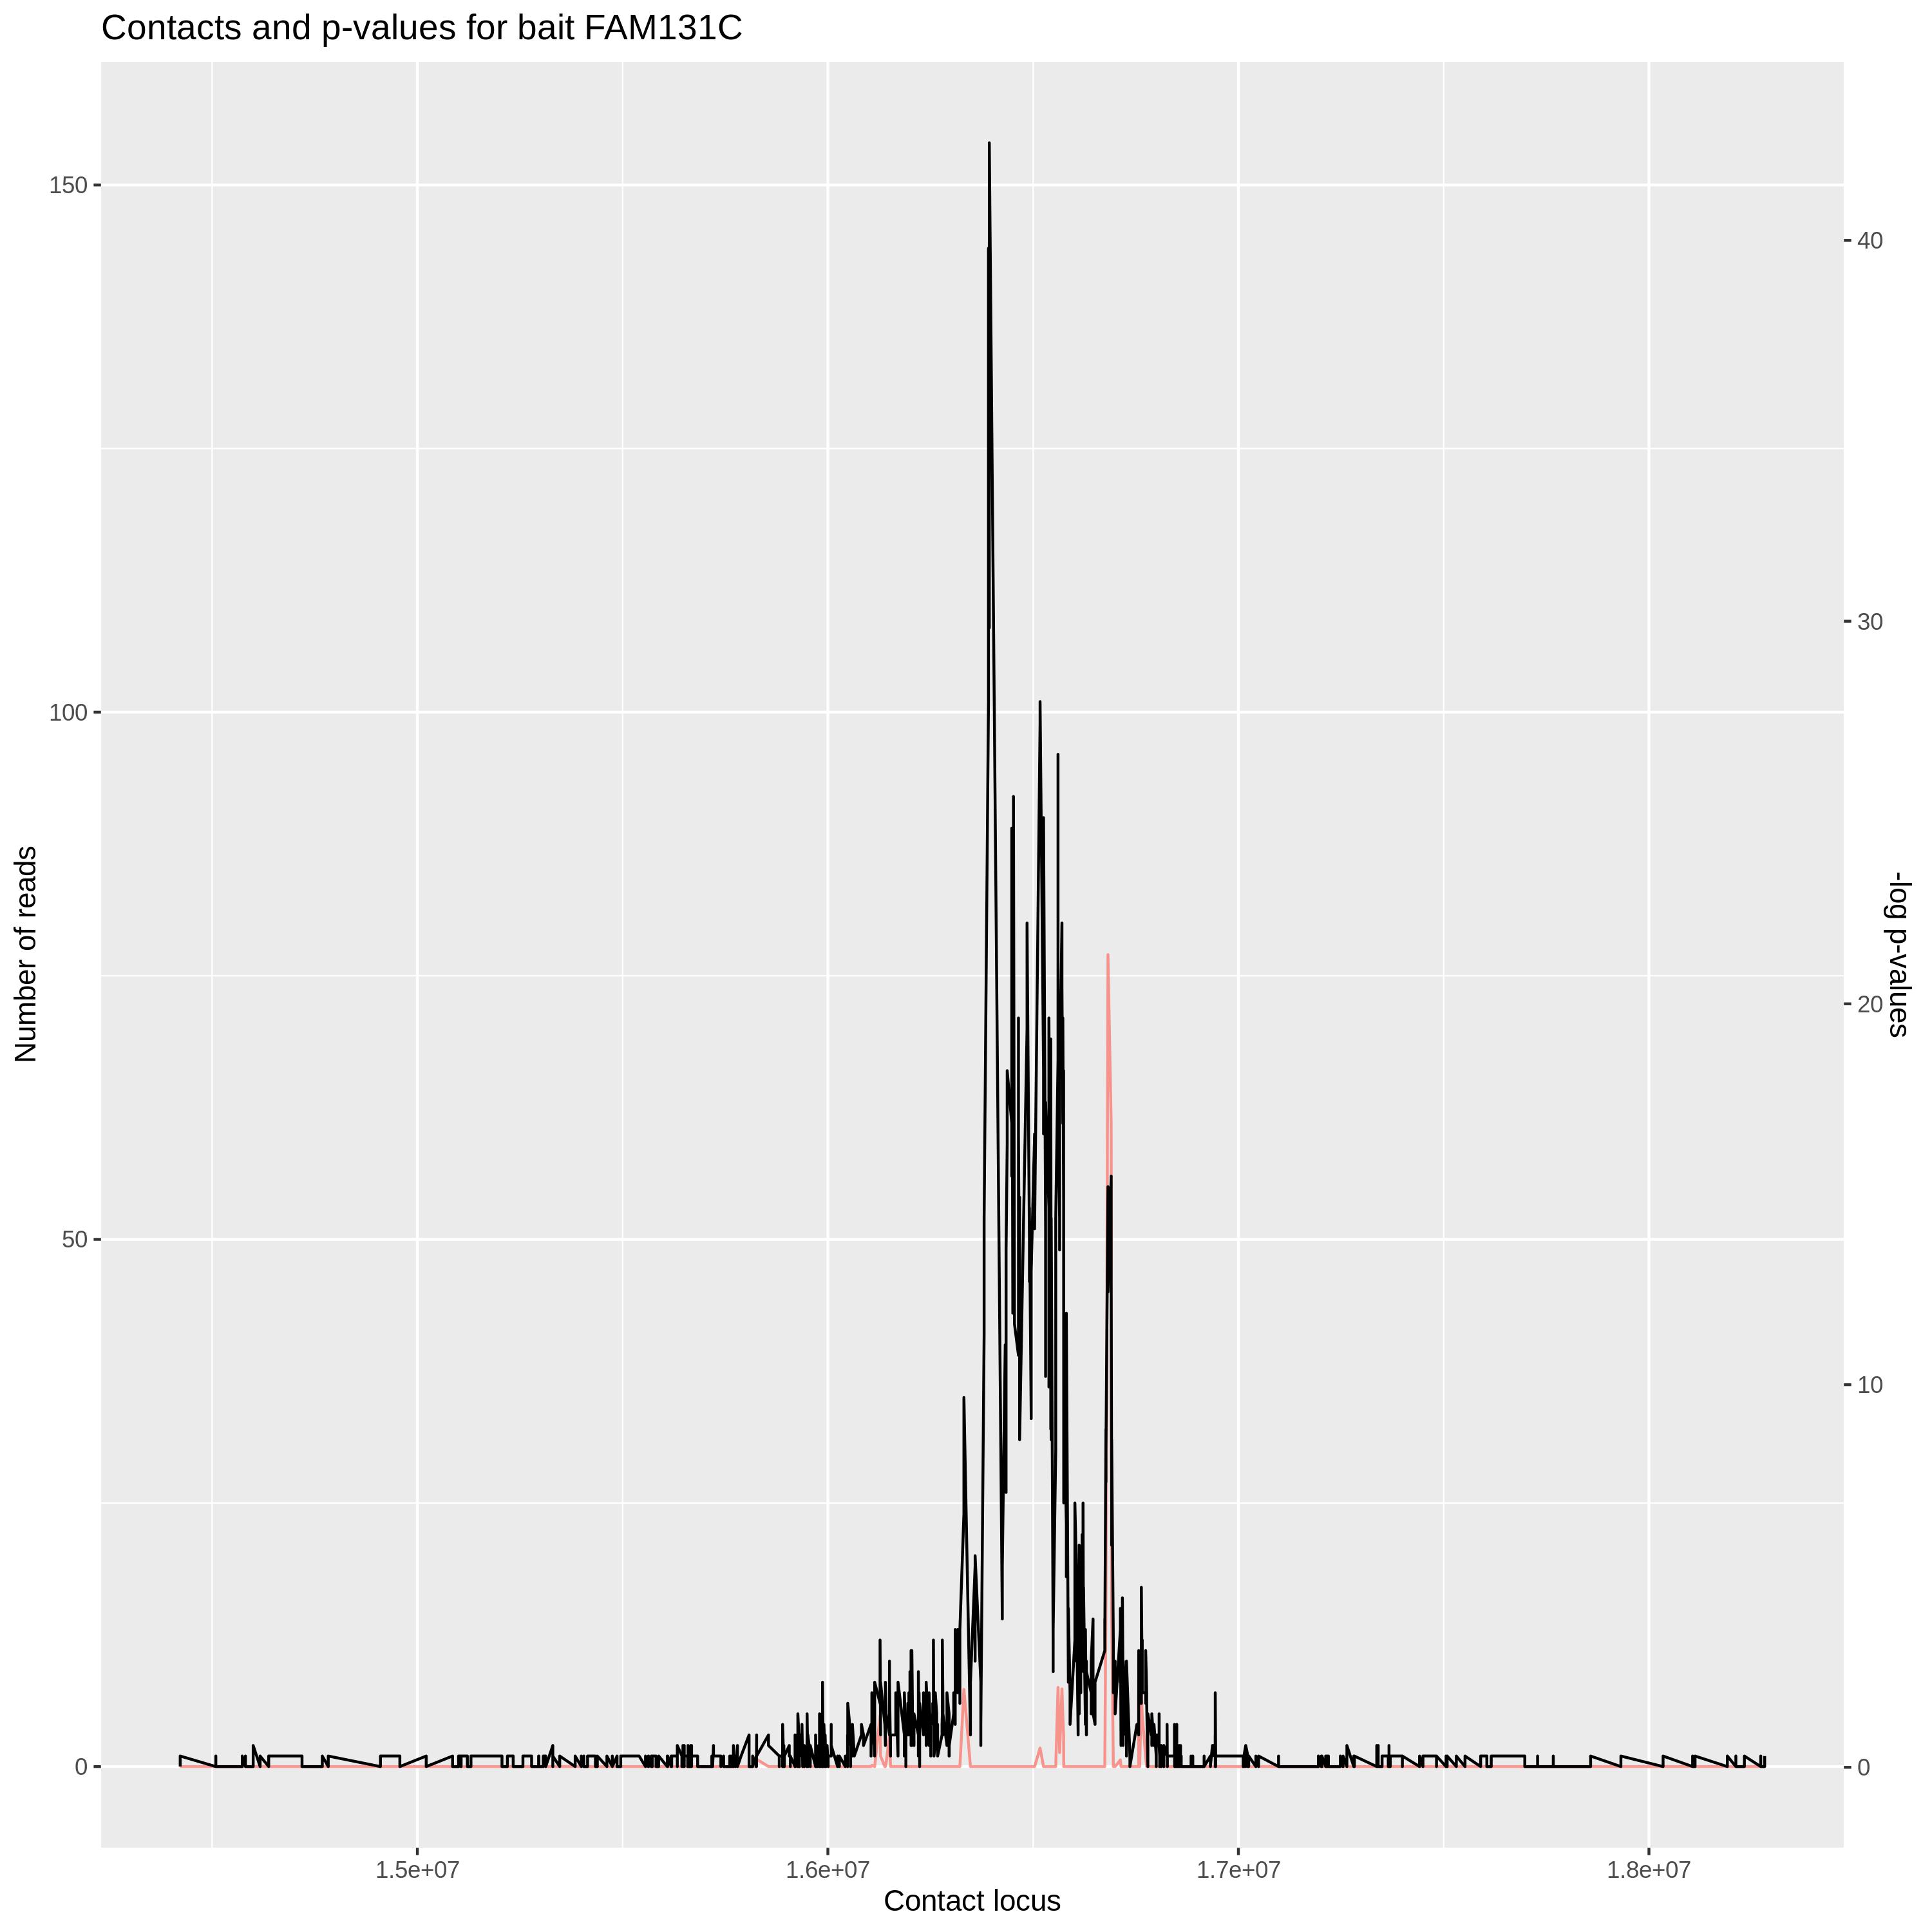 Contacts and p-values for bait FAM131C
150
100
50
0
Number of reads
40
30
20
10
0
-log p-values
1.5e+07
1.6e+07
1.7e+07
1.8e+07
Contact locus